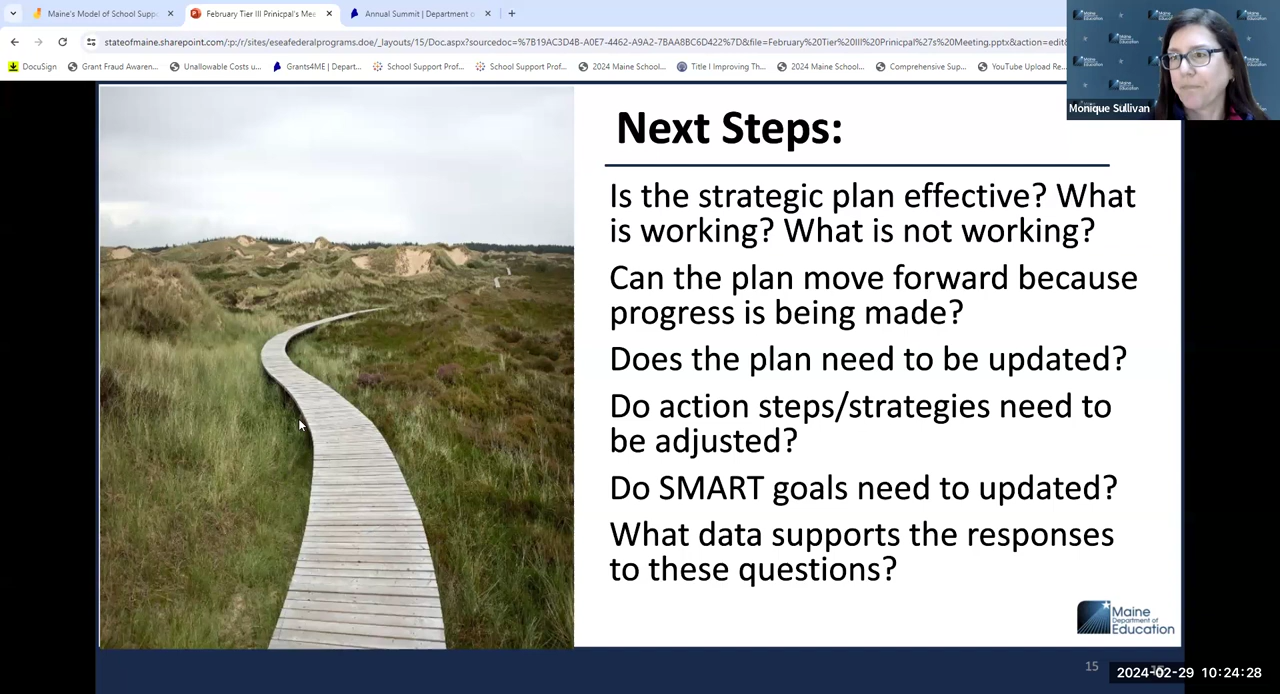 Maine's Model of School Supp
February Tier III Prinicpal's Mee
Annual Summit | Department o
stateofmaine.sharepoint.com/:p:/r/sites/eseafederalprograms.doe/_layouts/15/Doc.aspx?sourcedoc=%7B19AC3D4B-A0E7-4462-A9A2-7BAA8BC6D422%7D&file=February%20Tier%20III%20Prinicpal%27s%20Meeting.pptx&action=edit
DocuSign
Grant Fraud Awaren...
Unallowable Costs u...
Grants4ME | Depart...
School Support Prof...
School Support Prof...
2024 Maine School...
Title I Improving Th...
2024 Maine School...
Comprehensive Sup...
YouTube Upload Re...
Maine
Department of
Education
Monique Sullivan
Next Steps:
Is the strategic plan effective? What
is working? What is not working?
Can the plan move forward because
progress is being made?
Does the plan need to be updated?
Do action steps/strategies need to
be adjusted?
Do SMART goals need to updated?
What data supports the responses
to these questions?
Maine
Department of
Education
15
2024-02-29 10:24:28